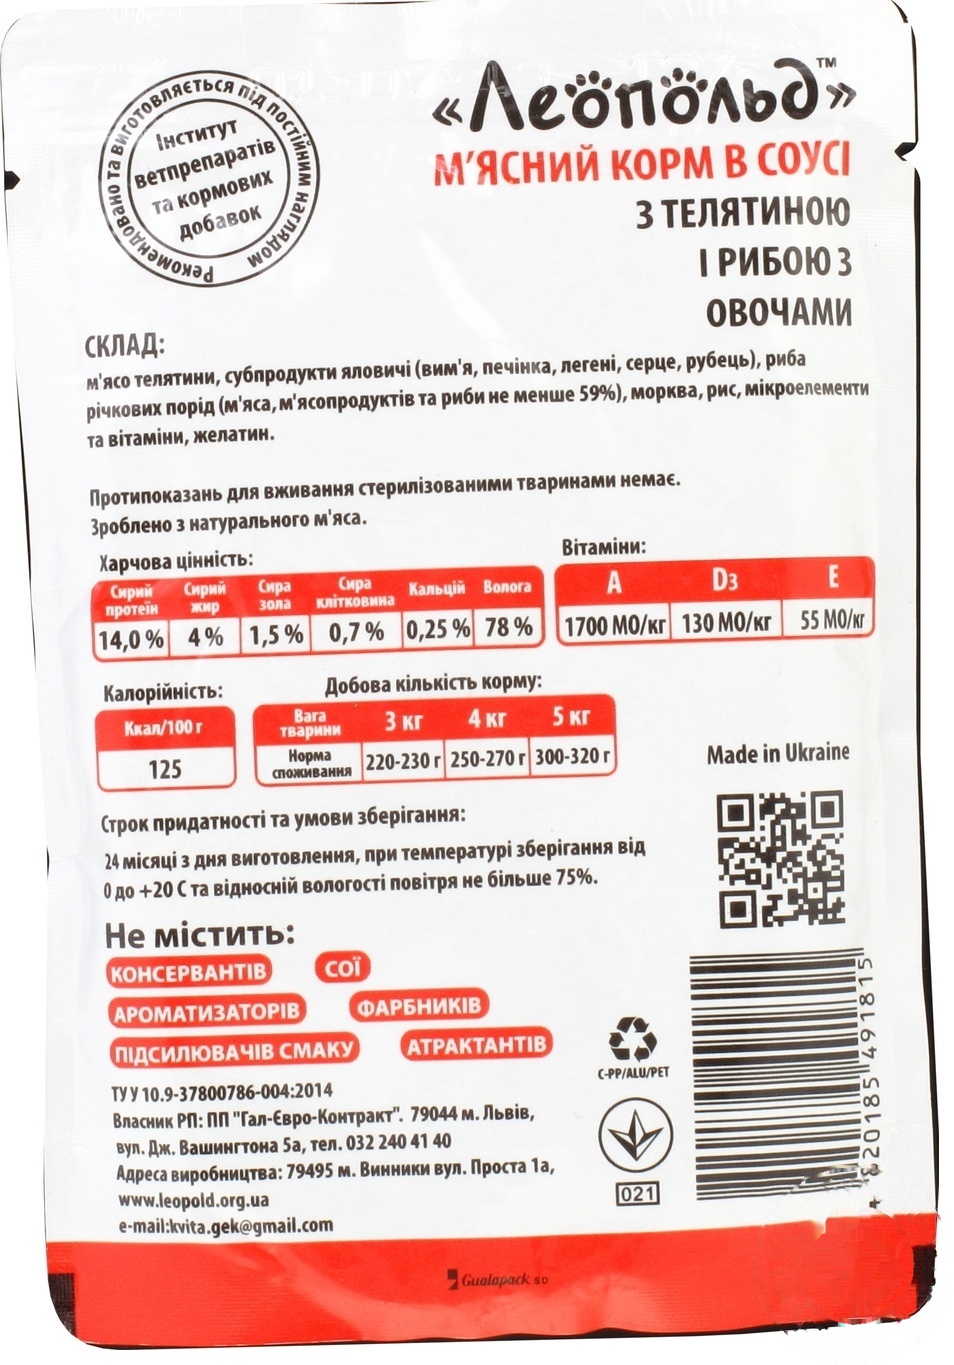 Рекомендовано та виготовляється під постійним наглядом
Інститут
ветпрепаратів
та кормових
добавок
«Леопольд»™
М'ЯСНИЙ КОРМ В СОУСІ
З ТЕЛЯТИНОЮ
І РИБОЮ З
ОВОЧАМИ
СКЛАД:
м'ясо телятини, субпродукти яловичі (вим'я, печінка, легені, серце, рубець), риба
річкових порід (м'яса, м'ясопродуктів та риби не менше 59%), морква, рис, мікроелементи
та вітаміни, желатин.
Протипоказань для вживання стерилізованими тваринами немає.
Зроблено з натурального м'яса.
Харчова цінність:
Сирий протеїн Сирий жир Сира зола Сира клітковина Кальцій Волога
14,0 % 4 % 1,5 % 0,7 % 0,25 % 78 %
Вітаміни:
A D3 E
1700 МО/кг 130 МО/кг 55 МО/кг
Калорійність:
Ккал/100 г
125
Добова кількість корму:
Вага тварини 3 кг 4 кг 5 кг
Норма споживання 220-230 г 250-270 г 300-320 г
Made in Ukraine
Строк придатності та умови зберігання:
24 місяці з дня виготовлення, при температурі зберігання від
0 до +20 С та відносній вологості повітря не більше 75%.
Не містить:
КОНСЕРВАНТІВ СОЇ
АРОМАТИЗАТОРІВ ФАРБНИКІВ
ПІДСИЛЮВАЧІВ СМАКУ АТРАКТАНТІВ
ТУ У 10.9-37800786-004:2014
Власник РП: ПП "Гал-Євро-Контракт". 79044 м. Львів,
вул. Дж. Вашингтона 5а, тел. 032 240 41 40
Адреса виробництва: 79495 м. Винники вул. Проста 1а,
www.leopold.org.ua
e-mail:kvita.gek@gmail.com
C-PP/ALU/PET
021
4 820185 491815
Gualapack SD